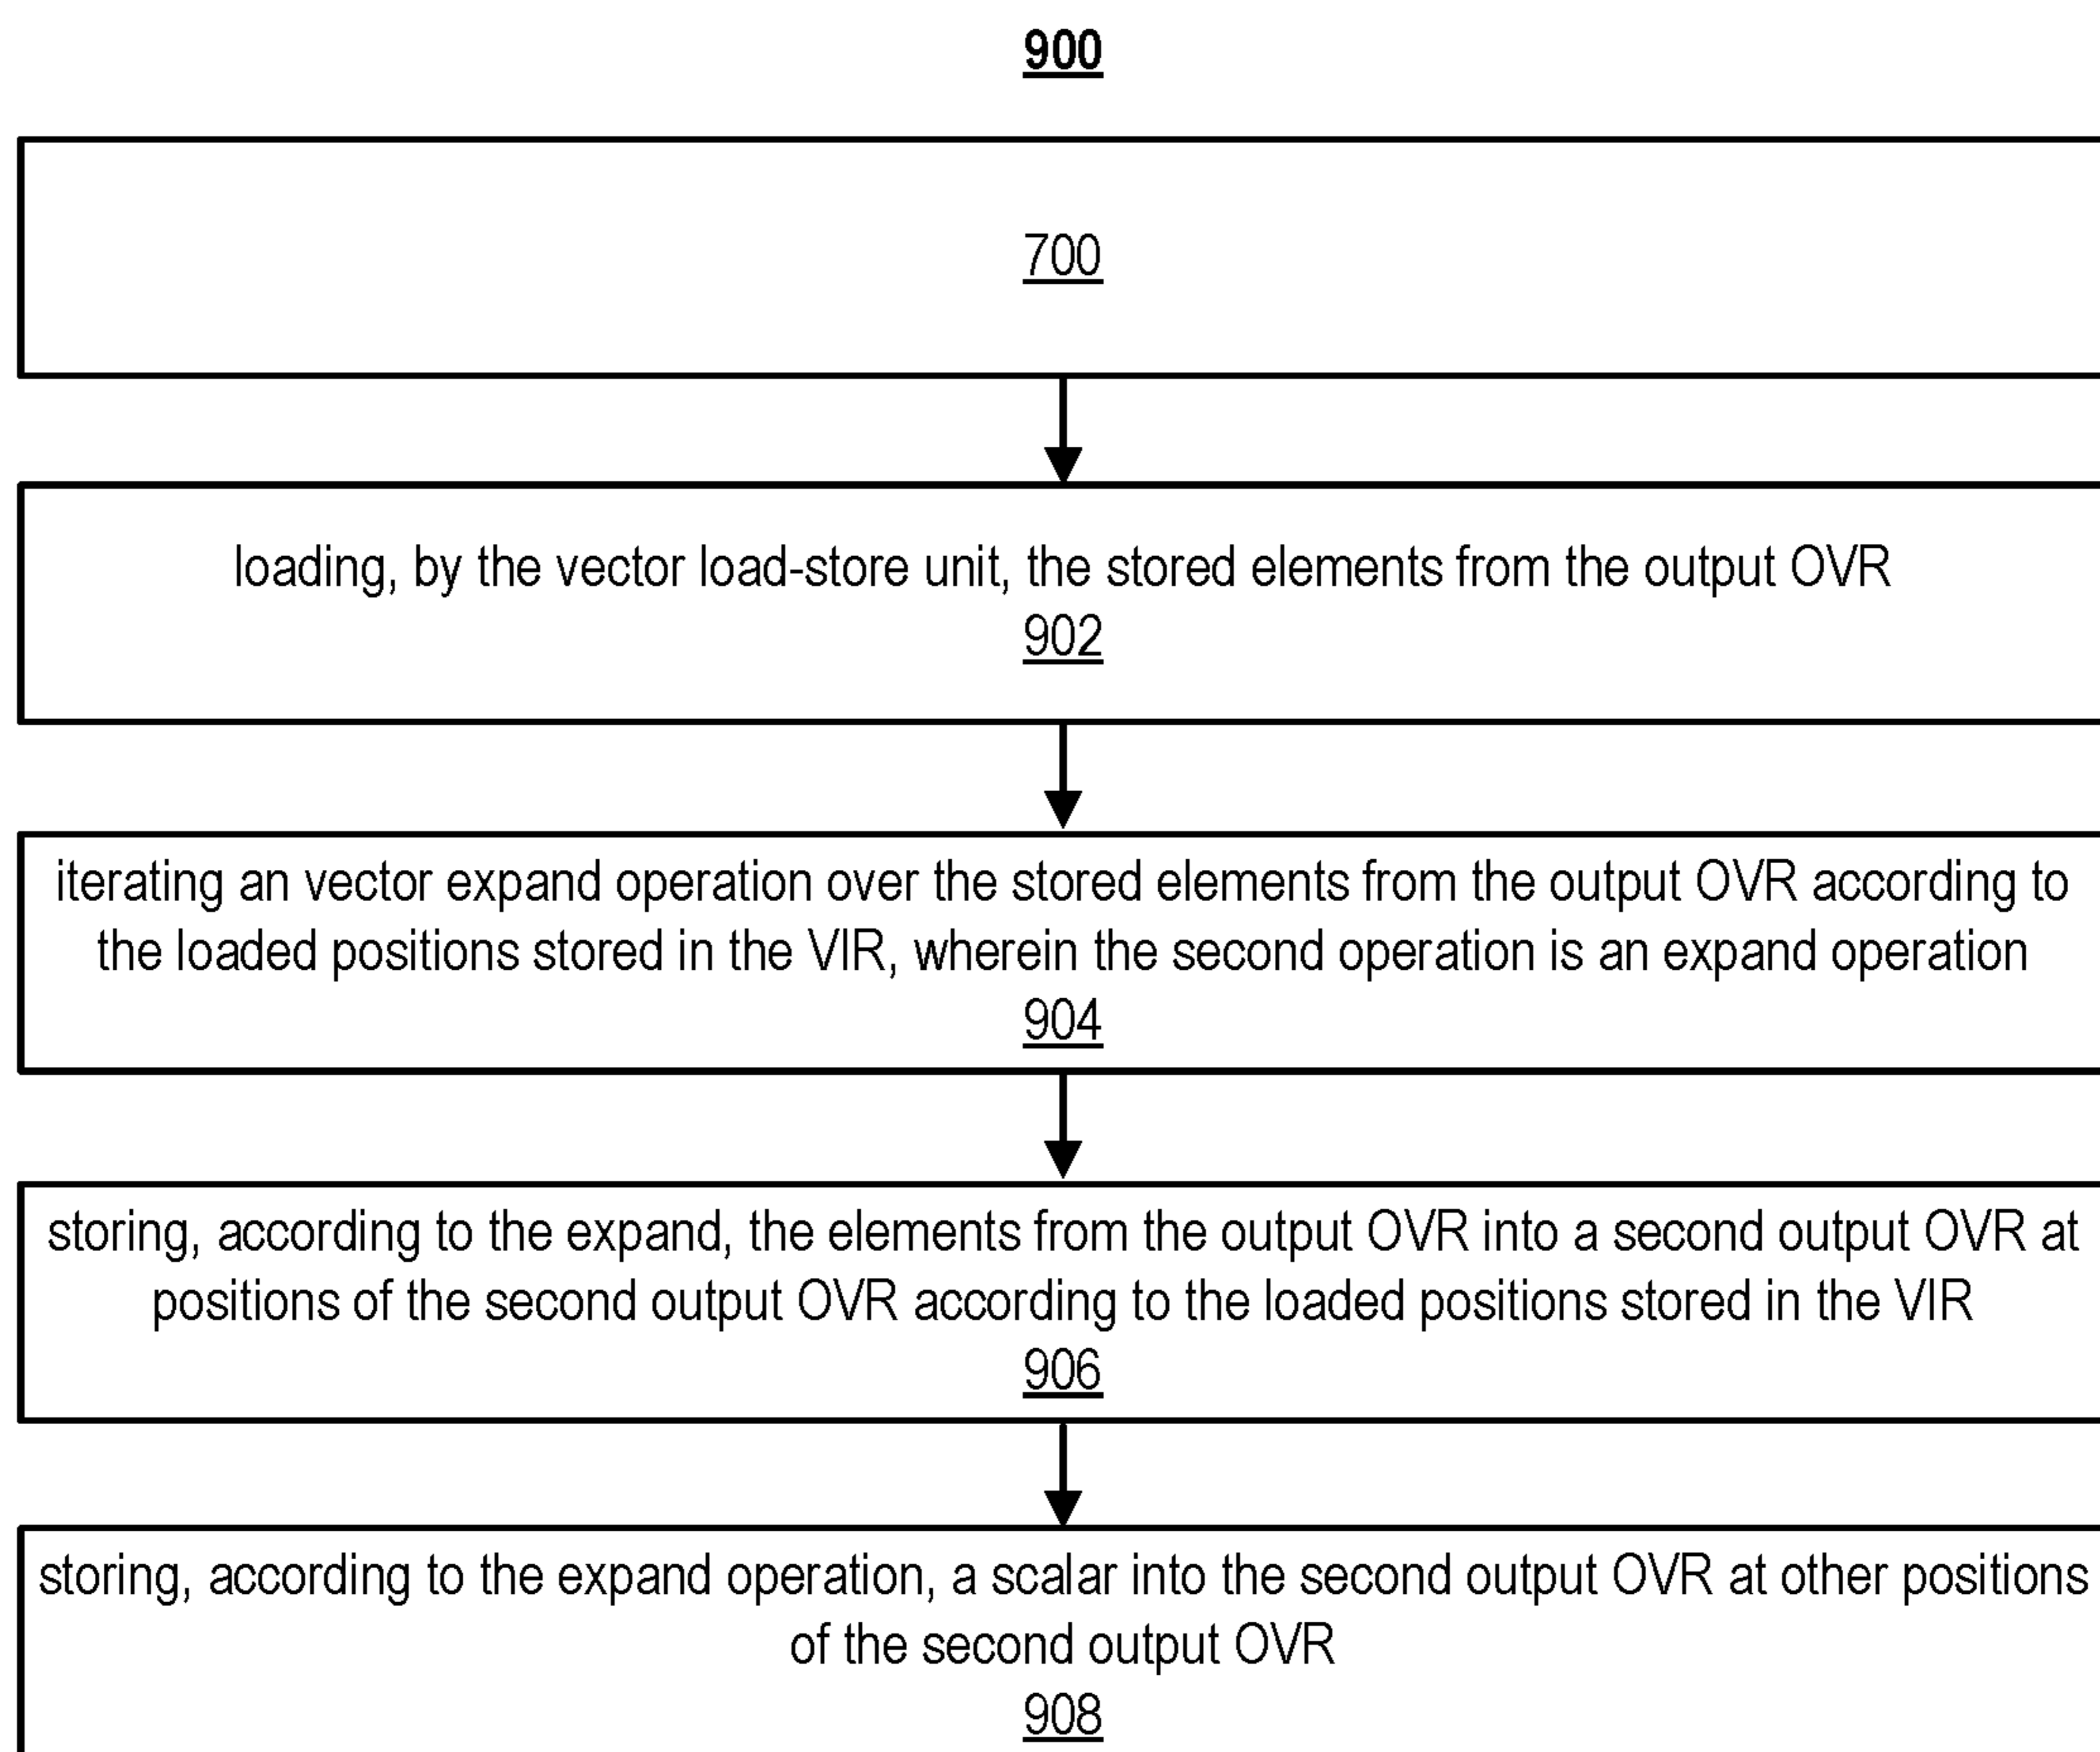 900
700
loading, by the vector load-store unit, the stored elements from the output OVR
902
iterating an vector expand operation over the stored elements from the output OVR according to
the loaded positions stored in the VIR, wherein the second operation is an expand operation
904
storing, according to the expand, the elements from the output OVR into a second output OVR at
positions of the second output OVR according to the loaded positions stored in the VIR
906
storing, according to the expand operation, a scalar into the second output OVR at other positions
of the second output OVR
908